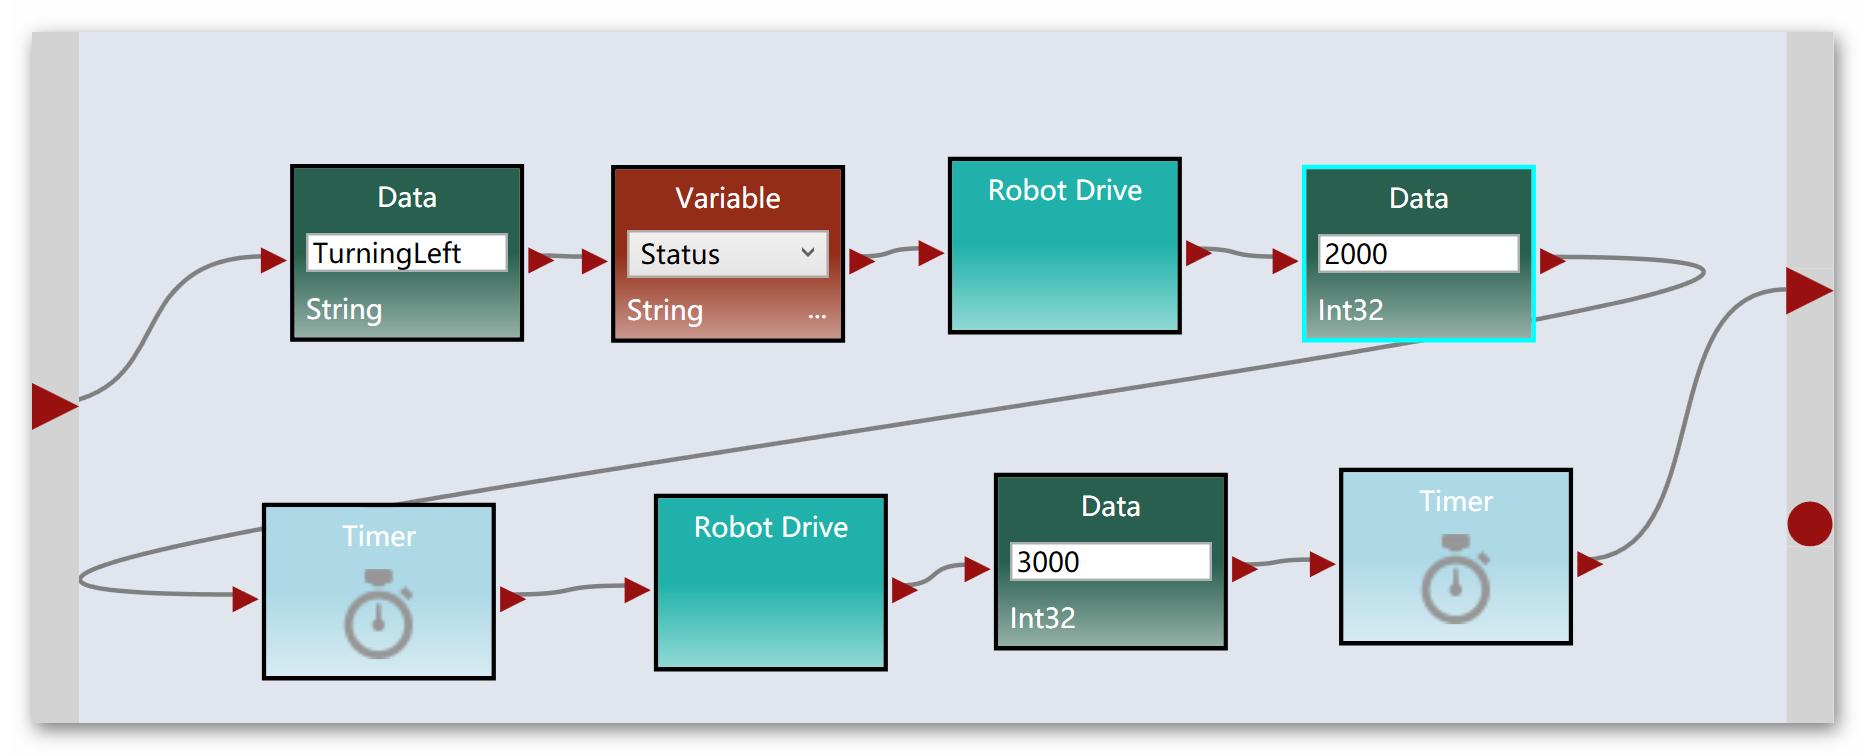 Data
TurningLeft
String
Variable
Status
String ...
Robot Drive
Data
2000
Int32
Timer
Robot Drive
Data
3000
Int32
Timer